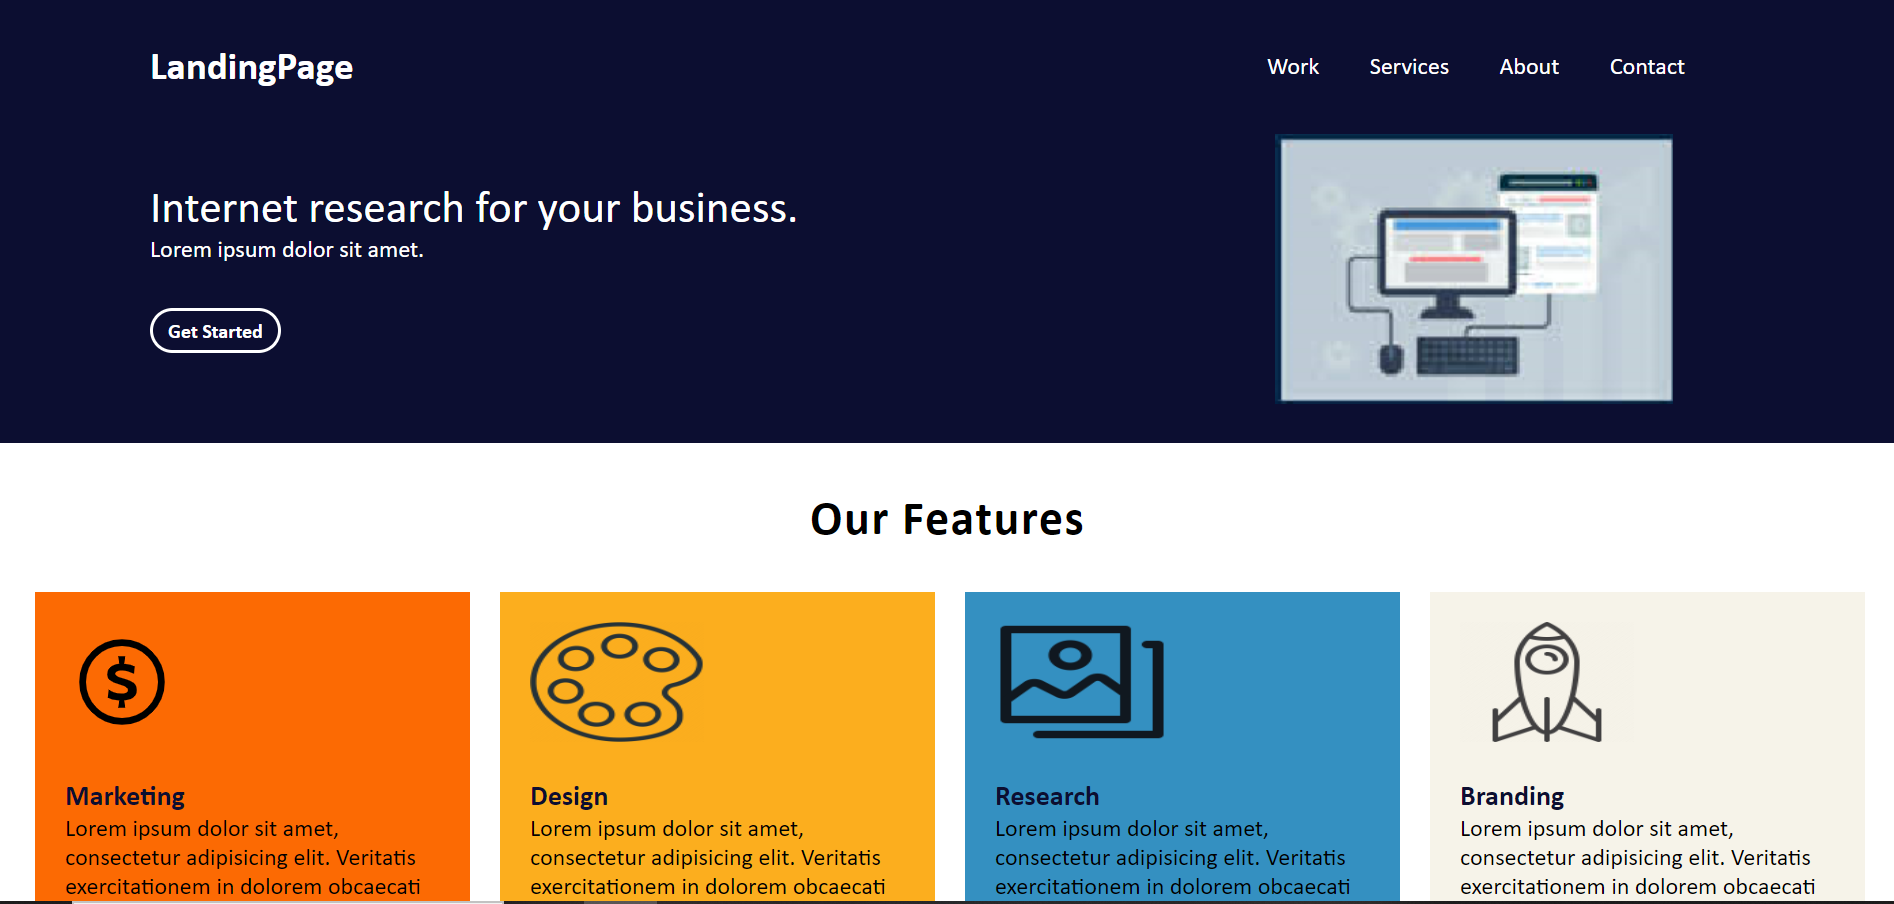 LandingPage
Work Services About Contact
Internet research for your business.
Lorem ipsum dolor sit amet.
Get Started
Our Features
$
Marketing
Lorem ipsum dolor sit amet,
consectetur adipisicing elit. Veritatis
exercitationem in dolorem obcaecati
Design
Lorem ipsum dolor sit amet,
consectetur adipisicing elit. Veritatis
exercitationem in dolorem obcaecati
Research
Lorem ipsum dolor sit amet,
consectetur adipisicing elit. Veritatis
exercitationem in dolorem obcaecati
Branding
Lorem ipsum dolor sit amet,
consectetur adipisicing elit. Veritatis
exercitationem in dolorem obcaecati